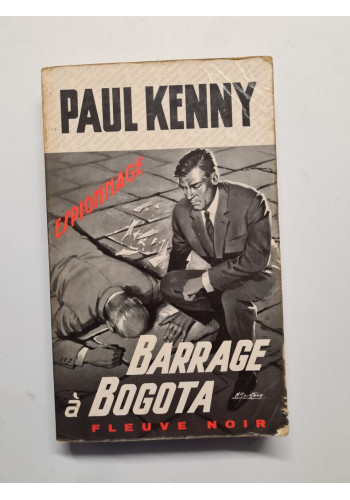 PAUL KENNY
ESPIONNAGE
BARRAGE
à BOGOTA
FLEUVE NOIR